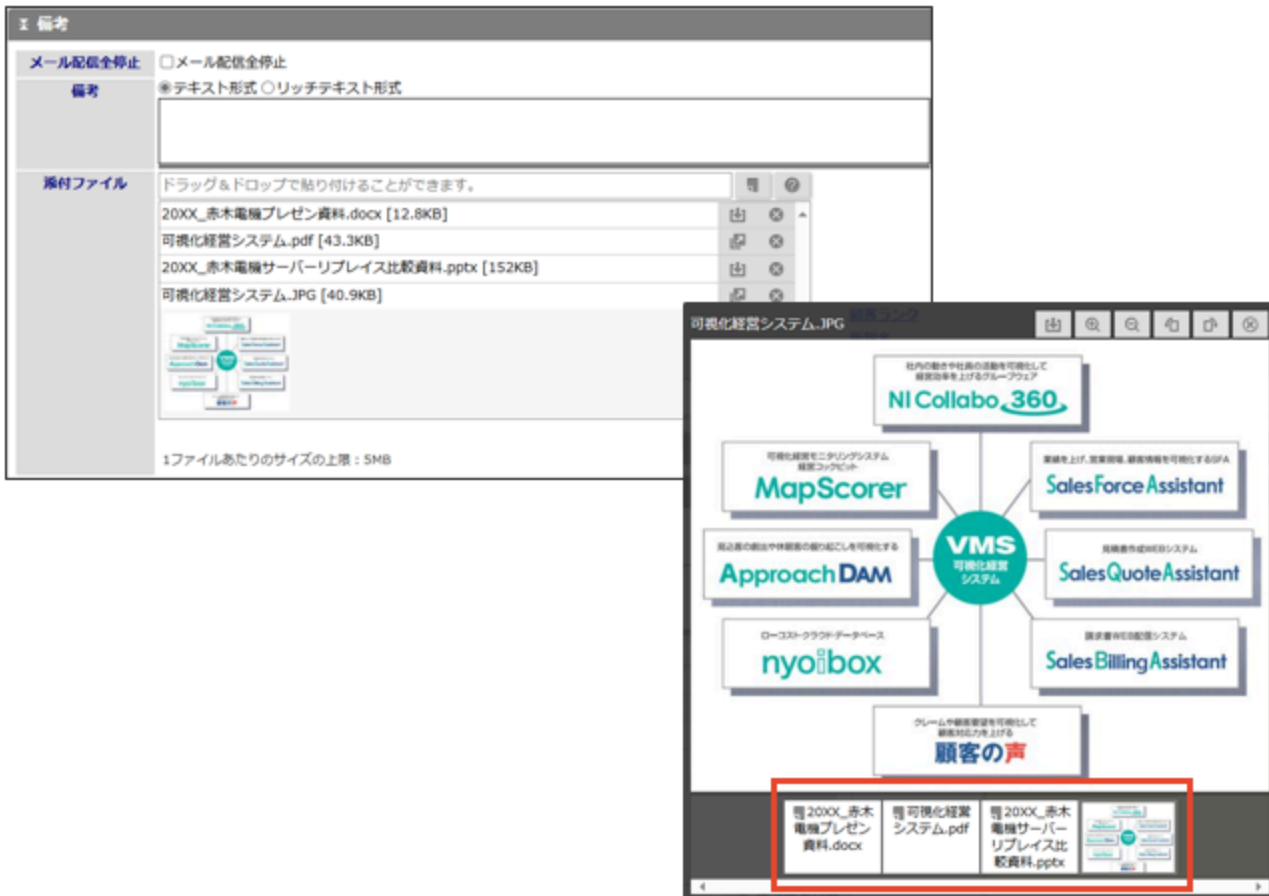 備考
メール配信全停止 メール配信全停止
備考 テキスト形式 リッチテキスト形式
添付ファイル ドラッグ&ドロップで貼り付けることができます。
20XX_赤木電機プレゼン資料.docx [12.8KB]
可視化経営システム.pdf [43.3KB]
20XX_赤木電機サーバーリプレイス比較資料.pptx [152KB]
可視化経営システム.JPG [40.9KB]
1ファイルあたりのサイズの上限：5MB
可視化経営システム.JPG
顧客ランク
社内の動きや社員の活動を可視化して
経営効率を上げるグループウェア
NI Collabo 360
可視化経営モニタリングシステム
経営コックピット
MapScorer
業績を上げ、営業現場、顧客情報を可視化するSFA
Sales Force Assistant
見込客の創出や休眠客の掘り起こしを可視化する
Approach DAM
VMS
可視化経営
システム
見積書作成WEBシステム
Sales Quote Assistant
ローコストクラウド・データベース
nyoibox
請求書WEB配信システム
Sales Billing Assistant
クレームや顧客要望を可視化して
顧客対応力を上げる
顧客の声
20XX_赤木
電機プレゼン
資料.docx
可視化経営
システム.pdf
20XX_赤木
電機サーバー
リプレイス比
較資料.pptx